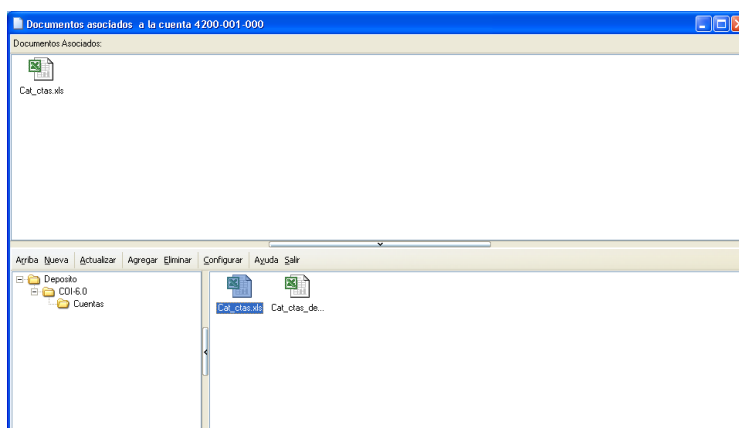 Documentos asociados a la cuenta 4200-001-000
Documentos Asociados:
Cat_ctas.xls
Arriba Nueva Actualizar Agregar Eliminar Configurar Ayuda Salir
Deposito
COI-6.0
Cuentas
Cat_ctas.xls Cat_ctas_de...